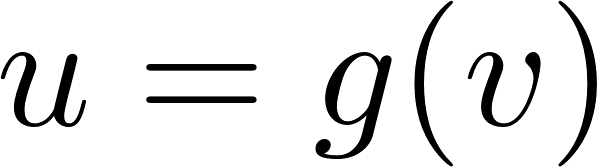 u = g(v)